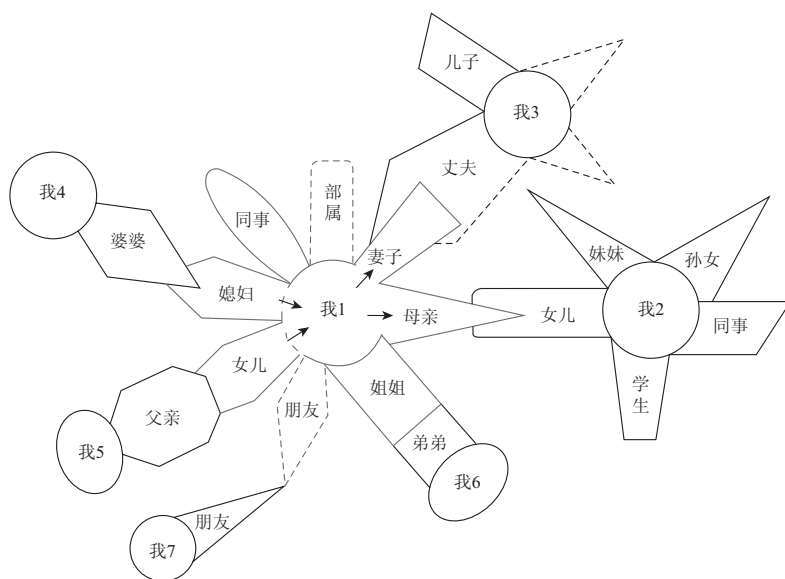 儿子
我3
丈夫
我4
部
属
同事
婆婆
妻子
妹妹
孙女
媳妇
我1
母亲
女儿
我2
同事
女儿
姐姐
学
生
父亲
朋友
弟弟
我5
我6
朋友
我7